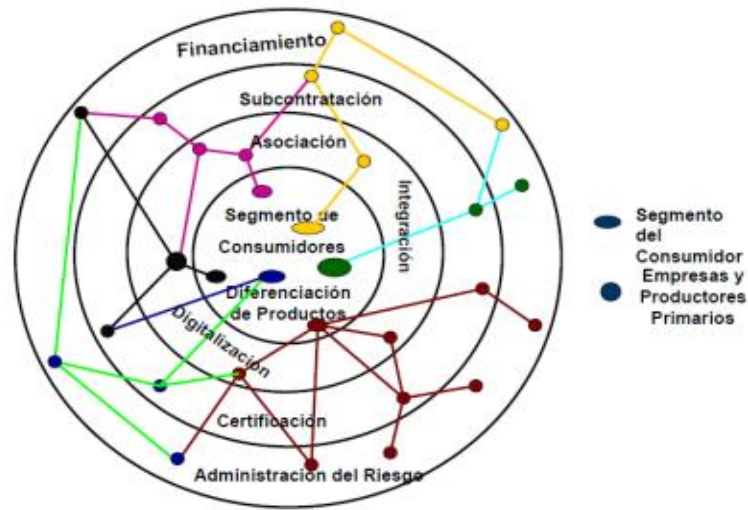 Financiamiento
Subcontratación
Asociación
Integración
Segmento de
Consumidores
Diferenciación
de Productos
Digitalización
Certificación
Administración del Riesgo
Segmento
del
Consumidor
Empresas y
Productores
Primarios